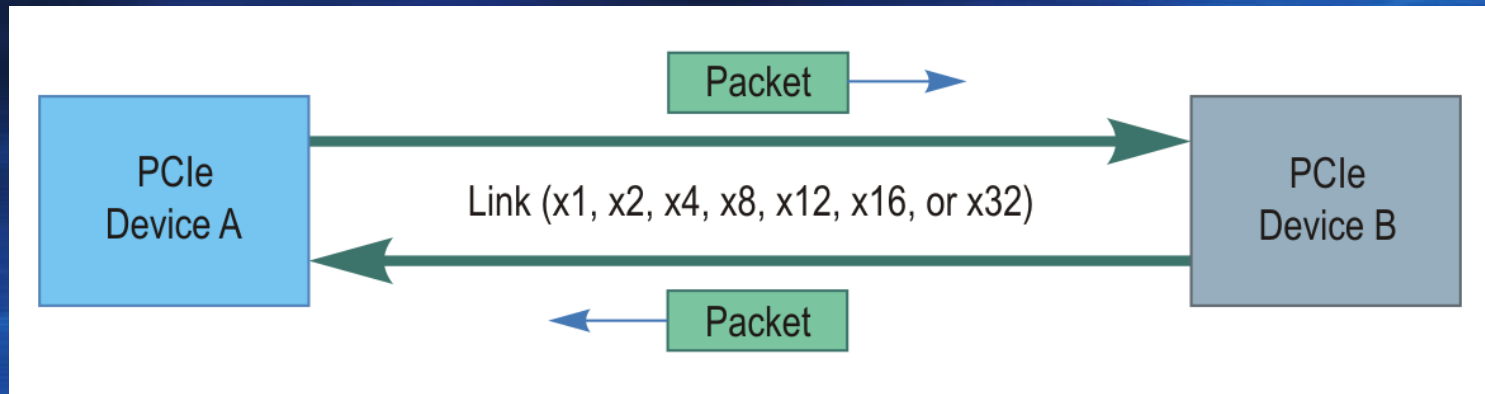 Packet
PCIe
Device A
Link (x1, x2, x4, x8, x12, x16, or x32)
PCIe
Device B
Packet